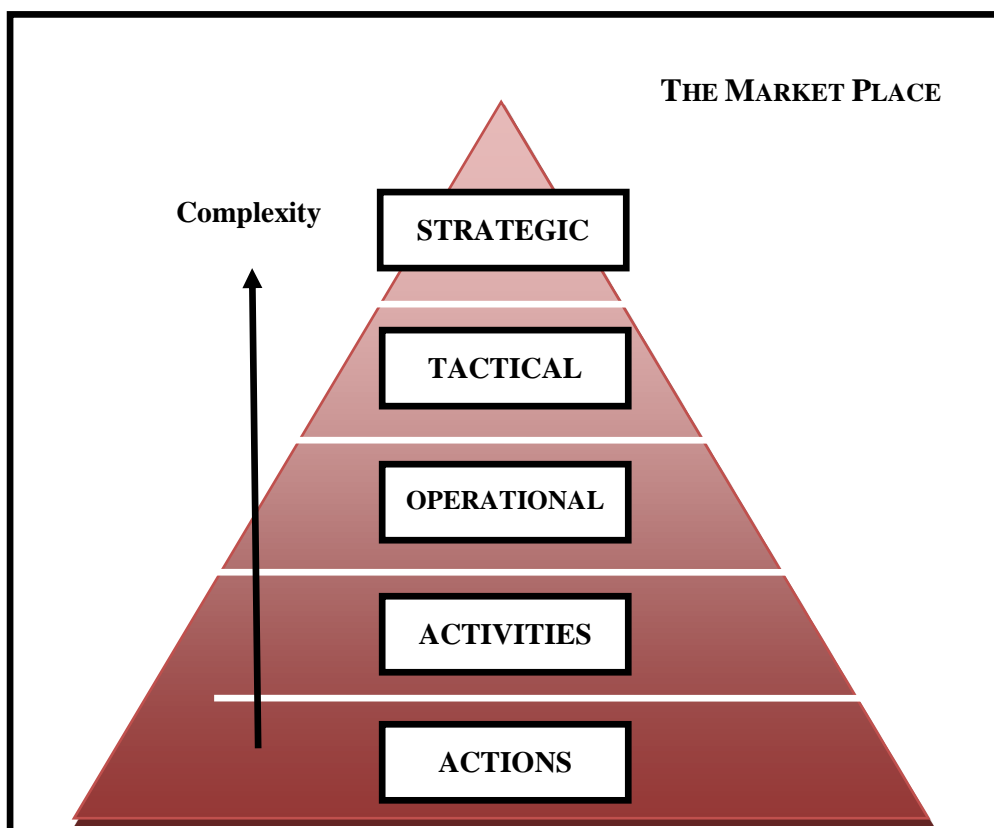 THE MARKET PLACE
Complexity
STRATEGIC
TACTICAL
OPERATIONAL
ACTIVITIES
ACTIONS